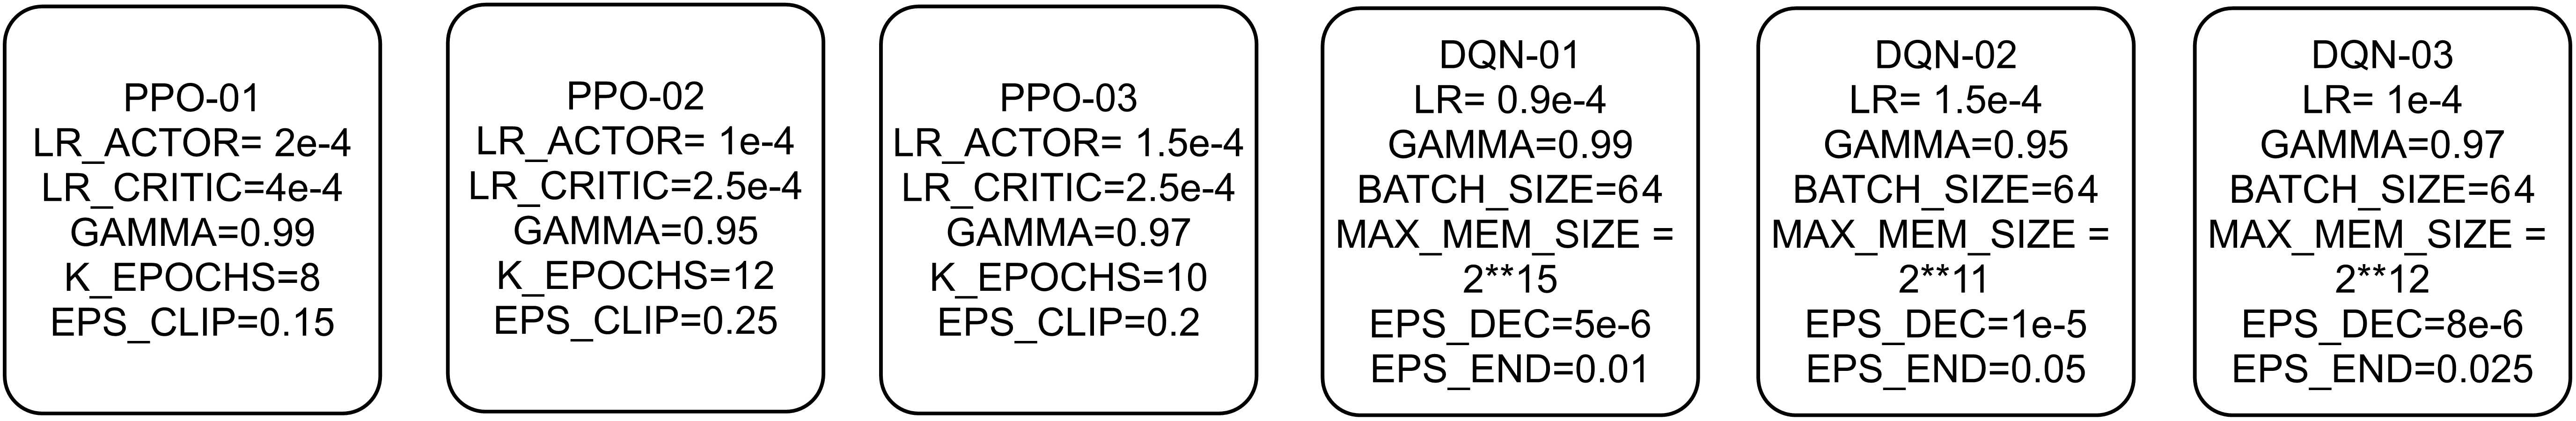 PPO-01
LR_ACTOR= 2e-4
LR_CRITIC=4e-4
GAMMA=0.99
K_EPOCHS=8
EPS_CLIP=0.15
PPO-02
LR_ACTOR= 1e-4
LR_CRITIC=2.5e-4
GAMMA=0.95
K_EPOCHS=12
EPS_CLIP=0.25
PPO-03
LR_ACTOR= 1.5e-4
LR_CRITIC=2.5e-4
GAMMA=0.97
K_EPOCHS=10
EPS_CLIP=0.2
DQN-01
LR= 0.9e-4
GAMMA=0.99
BATCH_SIZE=64
MAX_MEM_SIZE =
2**15
EPS_DEC=5e-6
EPS_END=0.01
DQN-02
LR= 1.5e-4
GAMMA=0.95
BATCH_SIZE=64
MAX_MEM_SIZE =
2**11
EPS_DEC=1e-5
EPS_END=0.05
DQN-03
LR= 1e-4
GAMMA=0.97
BATCH_SIZE=64
MAX_MEM_SIZE =
2**12
EPS_DEC=8e-6
EPS_END=0.025